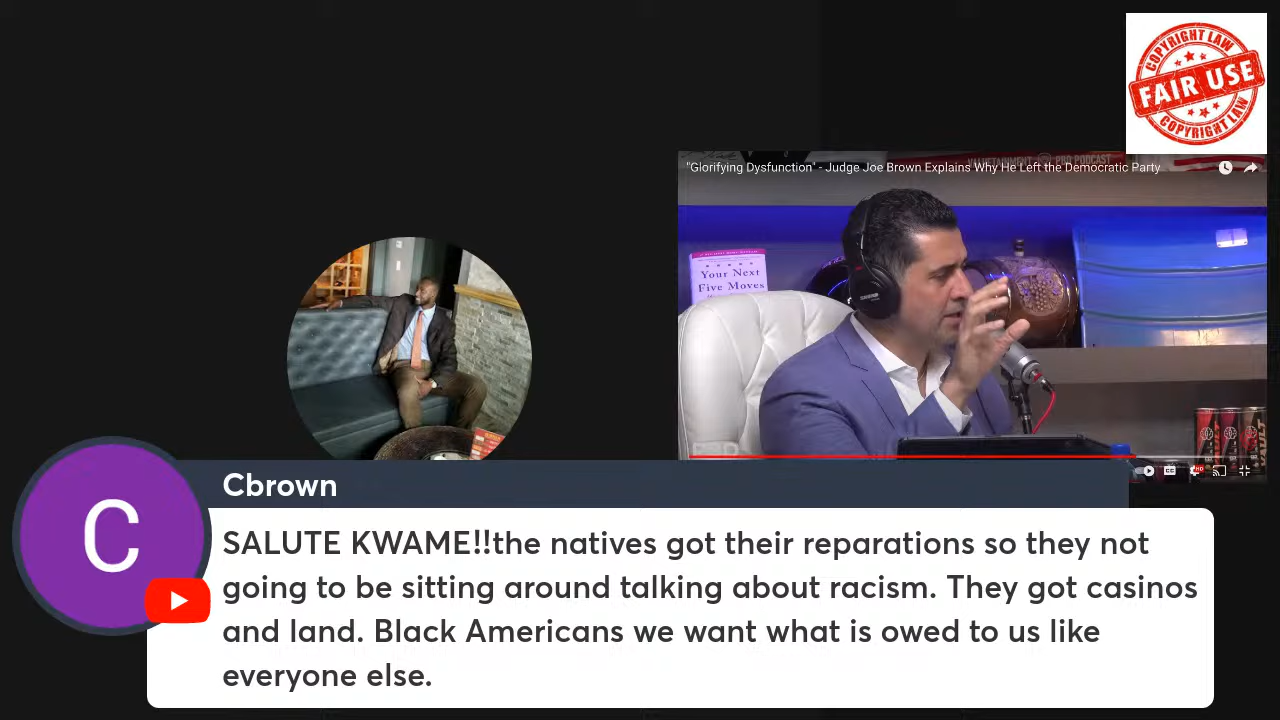 COPYRIGHT LAW
FAIR USE
COPYRIGHT LAW
"Glorifying Dysfunction" - Judge Joe Brown Explains Why He Left the Democratic Party
Your Next
Five Moves
Cbrown
C
SALUTE KWAME!!the natives got their reparations so they not
going to be sitting around talking about racism. They got casinos
and land. Black Americans we want what is owed to us like
everyone else.